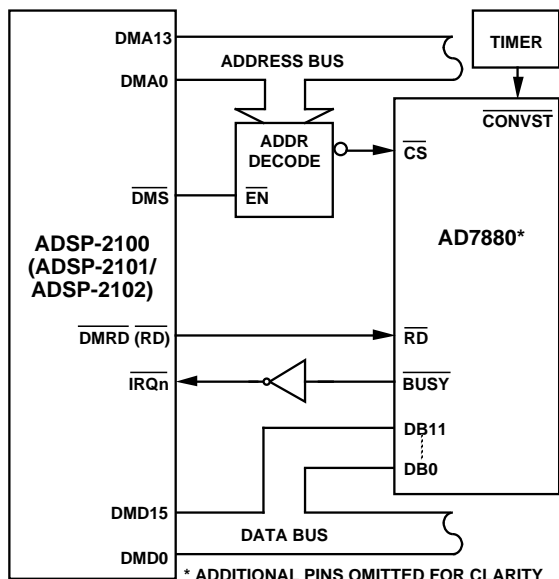 DMA13
ADDRESS BUS
DMA0
TIMER
CONVST
ADDR
DECODE
CS
DMS
EN
ADSP-2100
(ADSP-2101/
ADSP-2102)
AD7880*
DMRD (RD)
RD
IRQn
BUSY
DB11
DB0
DMD15
DATA BUS
DMD0
* ADDITIONAL PINS OMITTED FOR CLARITY